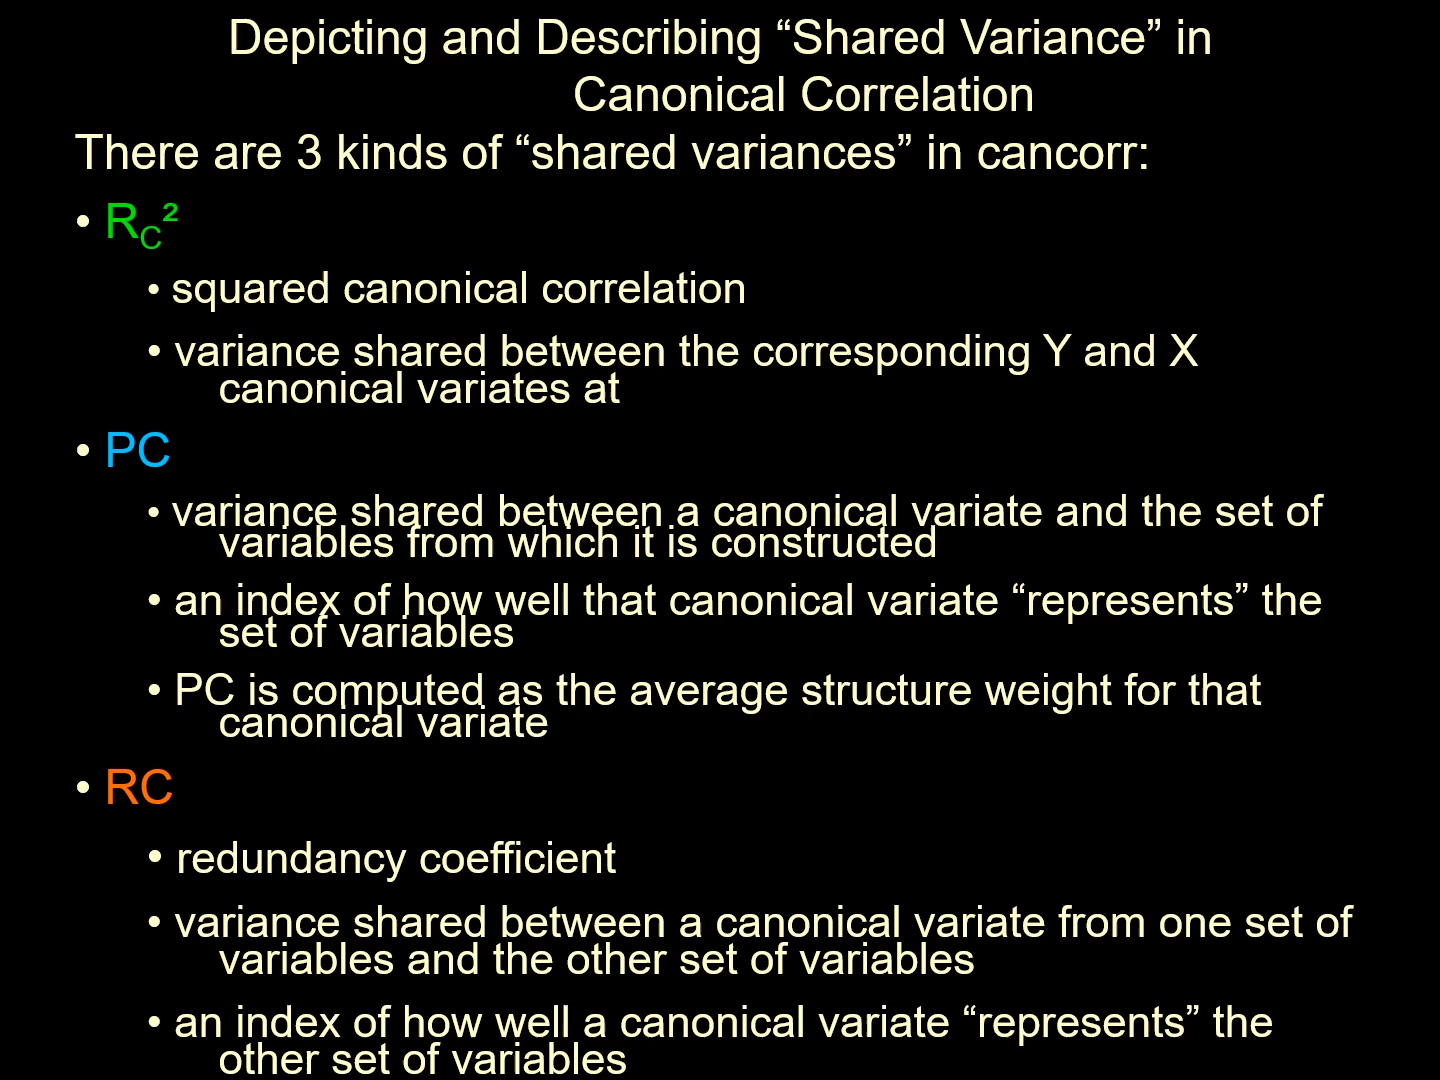 Depicting and Describing “Shared Variance” in
Canonical Correlation
There are 3 kinds of “shared variances” in cancorr:
• RC²
• squared canonical correlation
• variance shared between the corresponding Y and X
canonical variates at
• PC
• variance shared between a canonical variate and the set of
variables from which it is constructed
• an index of how well that canonical variate “represents” the
set of variables
• PC is computed as the average structure weight for that
canonical variate
• RC
• redundancy coefficient
• variance shared between a canonical variate from one set of
variables and the other set of variables
• an index of how well a canonical variate “represents” the
other set of variables